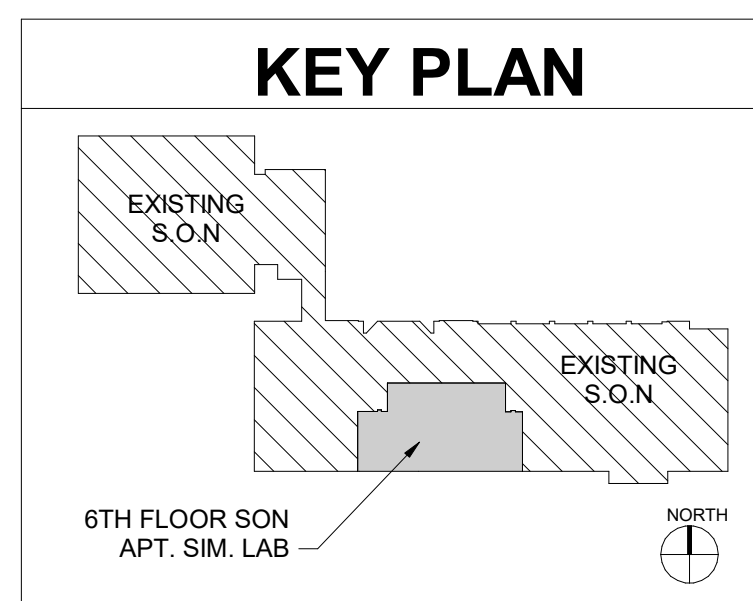 KEY PLAN
EXISTING
S.O.N
EXISTING
S.O.N
6TH FLOOR SON
APT. SIM. LAB
NORTH